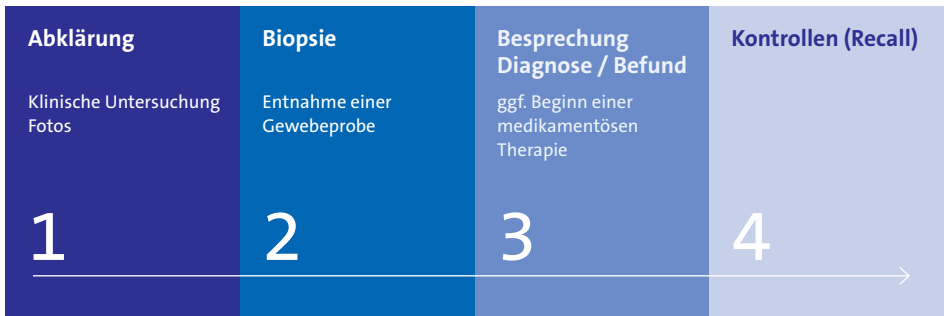 Abklärung
Klinische Untersuchung
Fotos
1
Biopsie
Entnahme einer
Gewebeprobe
2
Besprechung
Diagnose / Befund
ggf. Beginn einer
medikamentösen
Therapie
3
Kontrollen (Recall)
4